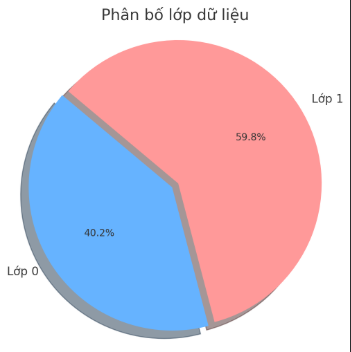 Phân bố lớp dữ liệu
Lớp 1
59.8%
40.2%
Lớp 0